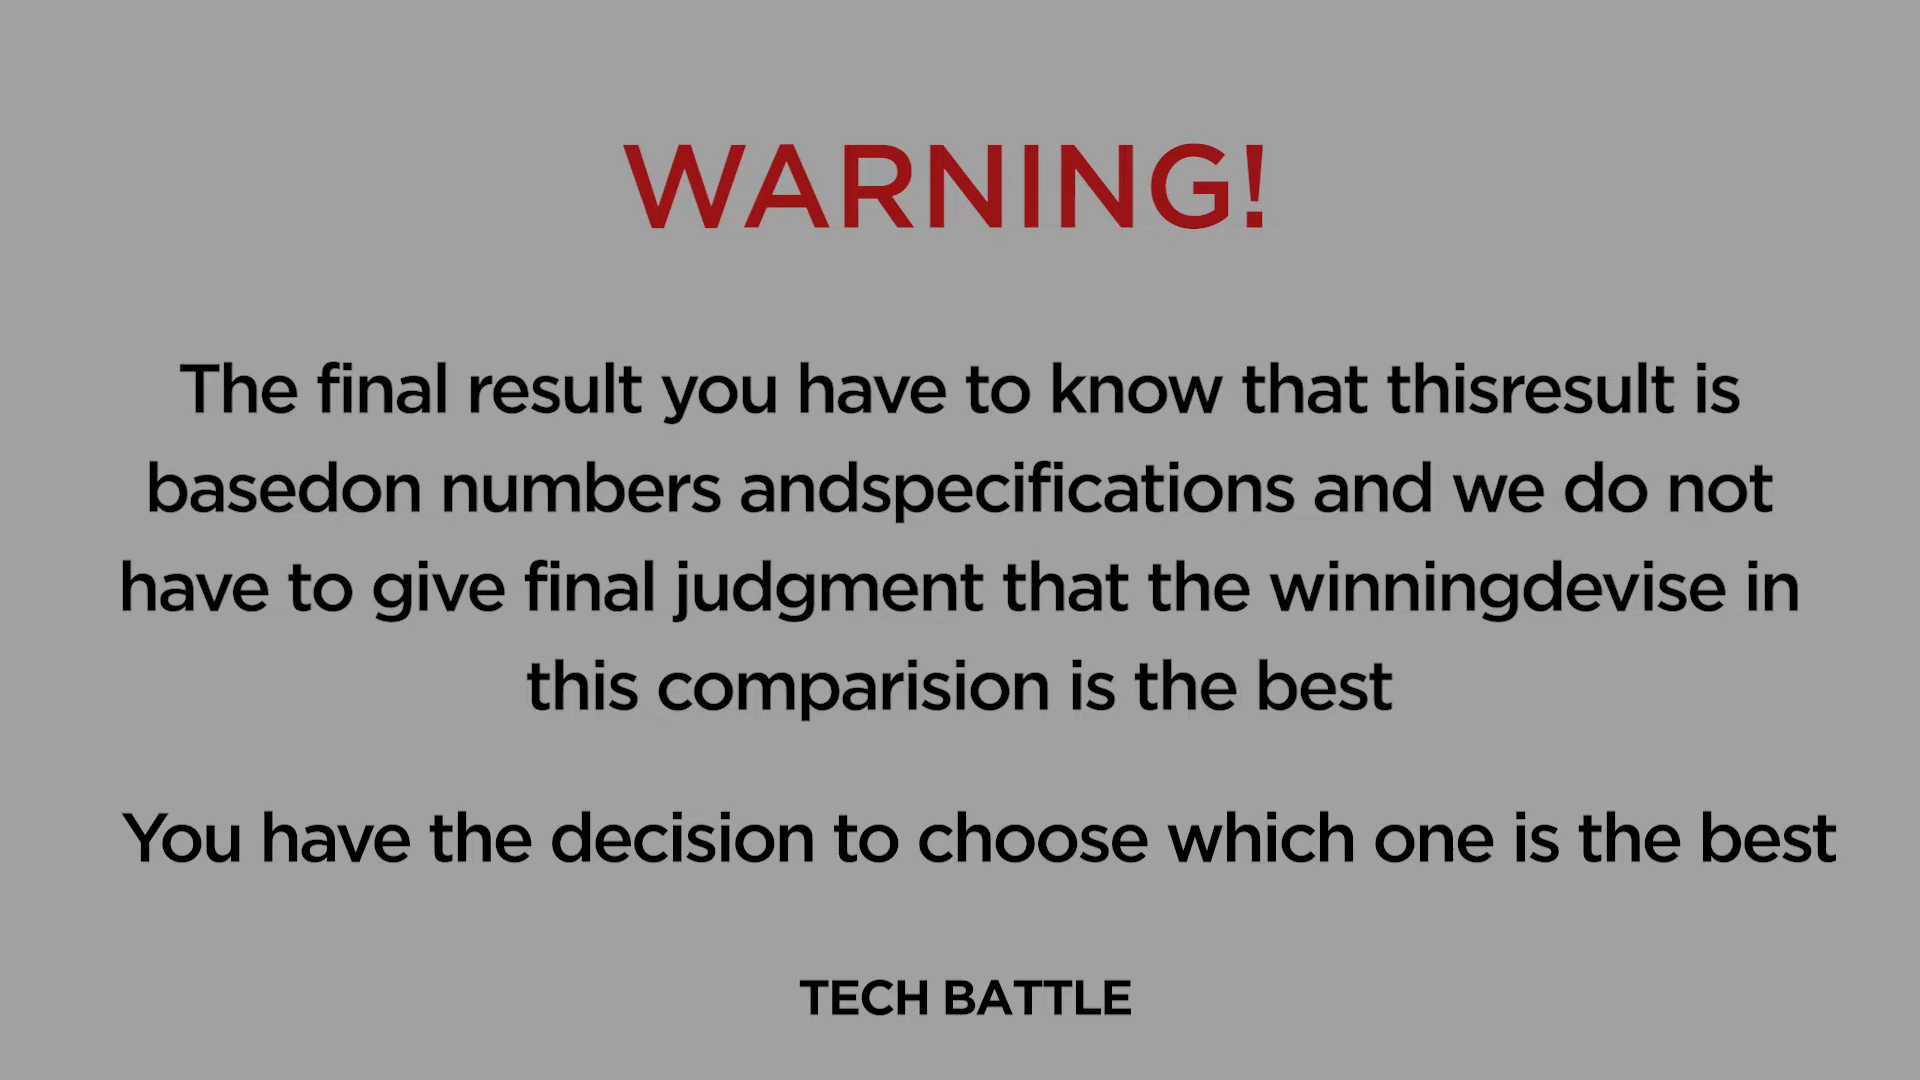 WARNING!
The final result you have to know that thisresult is
basedon numbers andspecifications and we do not
have to give final judgment that the winningdevise in
this comparision is the best
You have the decision to choose which one is the best
TECH BATTLE